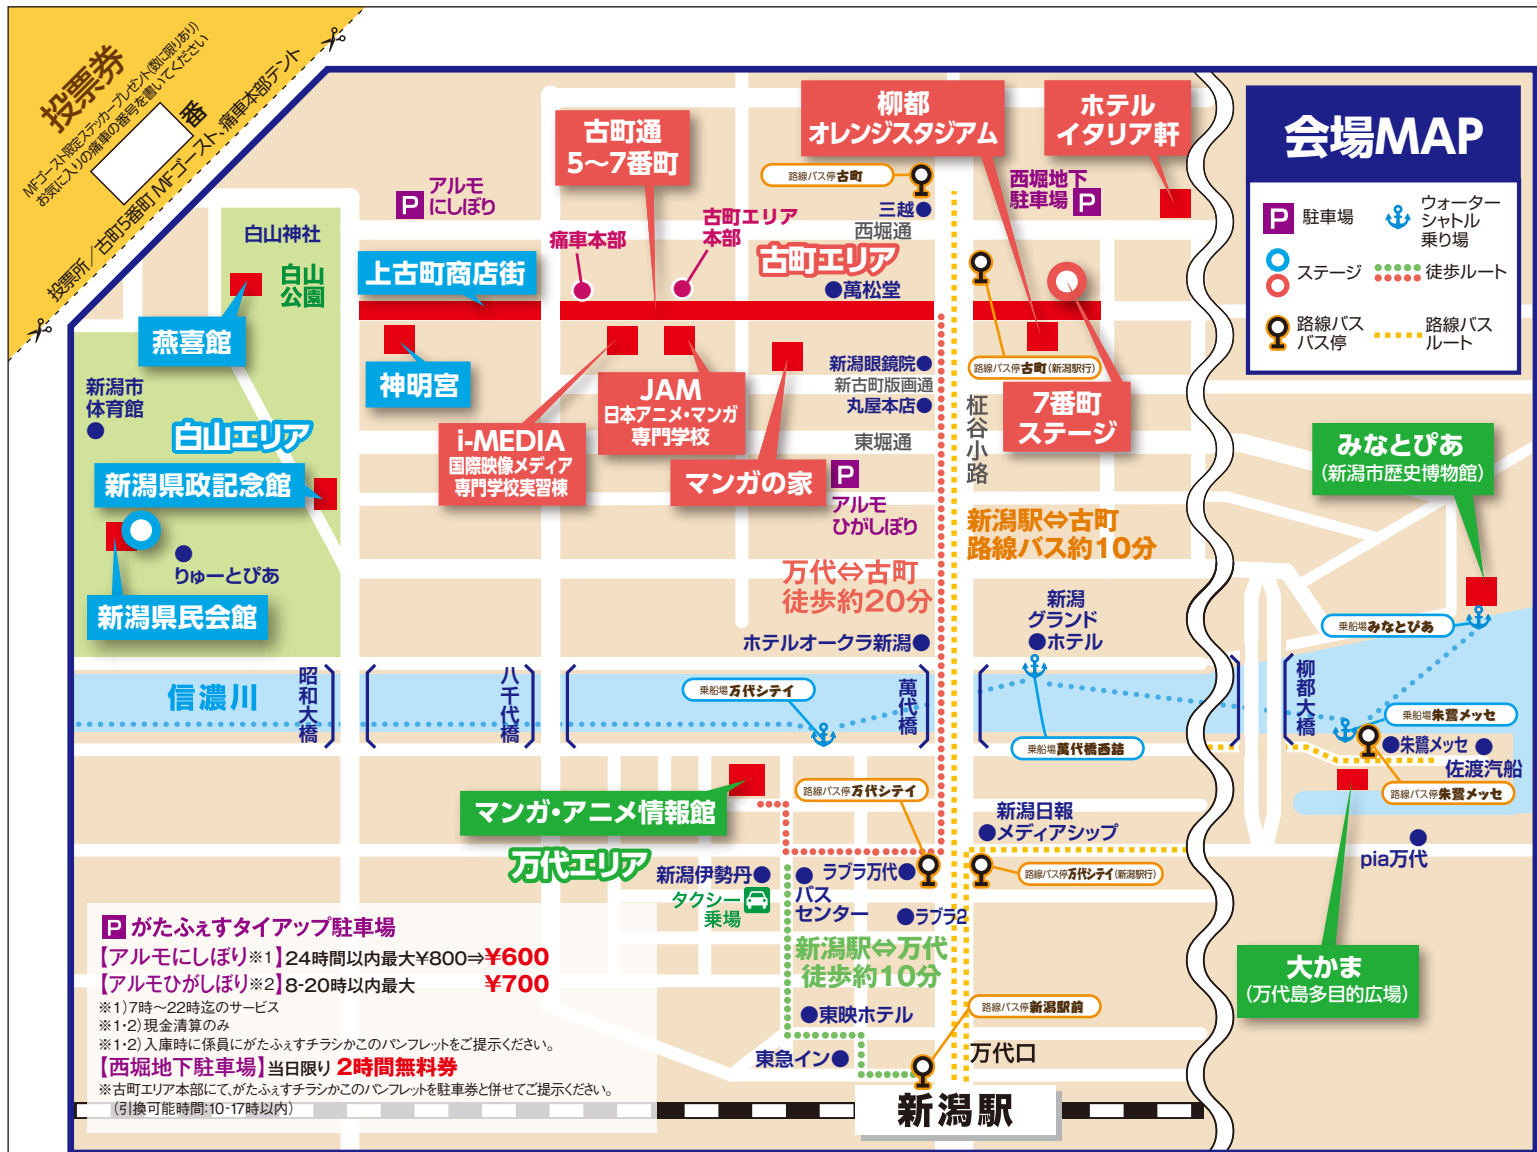 投票券
MFゴースト限定ステッカープレゼント(数に限りあり)
お気に入りの痛車の番号を書いてください
番
投票所/古町5番町 MFゴースト、痛車本部テント
会場MAP
P 駐車場
ウォーター
シャトル
乗り場
ステージ
徒歩ルート
路線バス
バス停
路線バス
ルート
古町通
5～7番町
柳都
オレンジスタジアム
ホテル
イタリア軒
路線バス停 古町
西堀地下
駐車場 P
三越
西堀通
P アルモ
にしぼり
古町エリア
本部
痛車本部
古町エリア
白山神社
白山
公園
上古町商店街
萬松堂
燕喜館
神明宮
新潟眼鏡院
路線バス停 古町(新潟駅行)
新古町版画通
丸屋本店
柾谷小路
7番町
ステージ
JAM
日本アニメ・マンガ
専門学校
新潟市
体育館
白山エリア
i-MEDIA
国際映像メディア
専門学校実習棟
東堀通
マンガの家
P
アルモ
ひがしぼり
みなとぴあ
(新潟市歴史博物館)
新潟県政記念館
新潟駅⇔古町
路線バス約10分
りゅーとぴあ
新潟県民会館
万代⇔古町
徒歩約20分
新潟
グランド
ホテル
ホテルオークラ新潟
乗船場 みなとぴあ
信濃川
昭和大橋
八千代橋
萬代橋
柳都大橋
乗船場 万代シテイ
乗船場 萬代橋西詰
乗船場 朱鷺メッセ
朱鷺メッセ
佐渡汽船
路線バス停 朱鷺メッセ
マンガ・アニメ情報館
路線バス停 万代シテイ
新潟日報
メディアシップ
万代エリア
新潟伊勢丹
タクシー
乗場
ラブラ万代
バス
センター
ラブラ2
路線バス停 万代シテイ(新潟駅行)
pia万代
新潟駅⇔万代
徒歩約10分
大かま
(万代島多目的広場)
東映ホテル
路線バス停 新潟駅前
東急イン
万代口
新潟駅
P がたふぇすタイアップ駐車場
【アルモにしぼり※1】24時間以内最大¥800⇒¥600
【アルモひがしぼり※2】8-20時以内最大 ¥700
※1)7時～22時迄のサービス
※1・2)現金清算のみ
※1・2)入庫時に係員にがたふぇすチラシかこのパンフレットをご提示ください。
【西堀地下駐車場】当日限り 2時間無料券
※古町エリア本部にて、がたふぇすチラシかこのパンフレットを駐車券と併せてご提示ください。
(引換可能時間:10-17時以内)